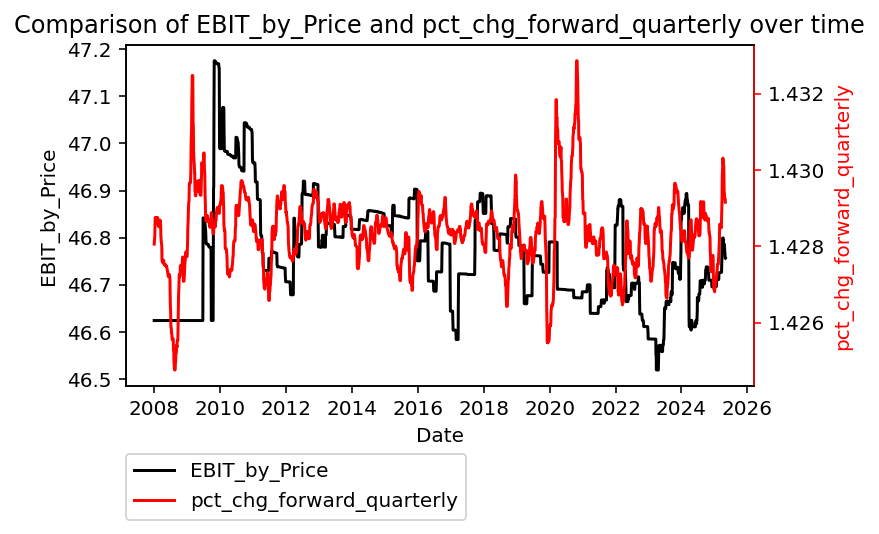 Comparison of EBIT_by_Price and pct_chg_forward_quarterly over time
47.2
47.1
47.0
46.9
46.8
46.7
46.6
46.5
EBIT_by_Price
1.432
1.430
1.428
1.426
pct_chg_forward_quarterly
2008 2010 2012 2014 2016 2018 2020 2022 2024 2026
Date
EBIT_by_Price
pct_chg_forward_quarterly